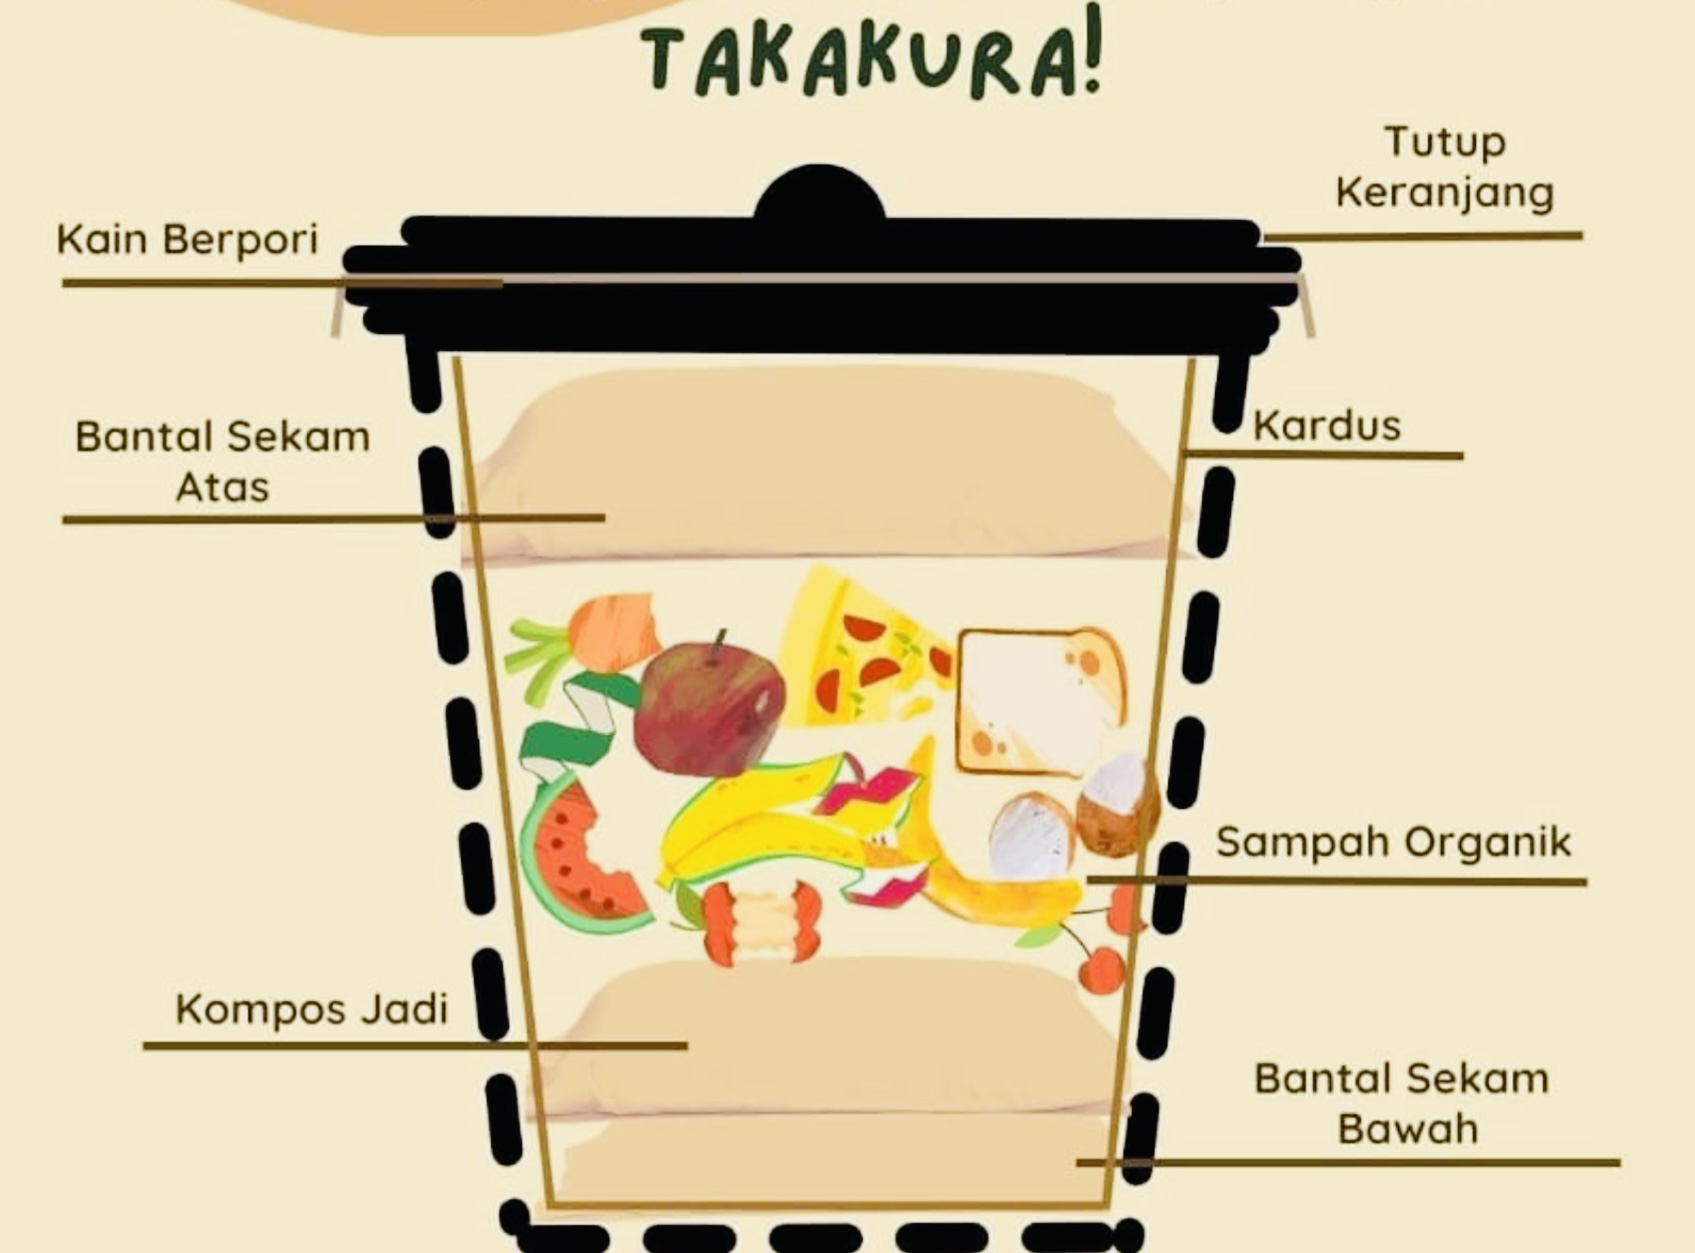 TAKAKURA!
Tutup
Keranjang
Kain Berpori
Bantal Sekam
Atas
Kardus
Sampah Organik
Kompos Jadi
Bantal Sekam
Bawah